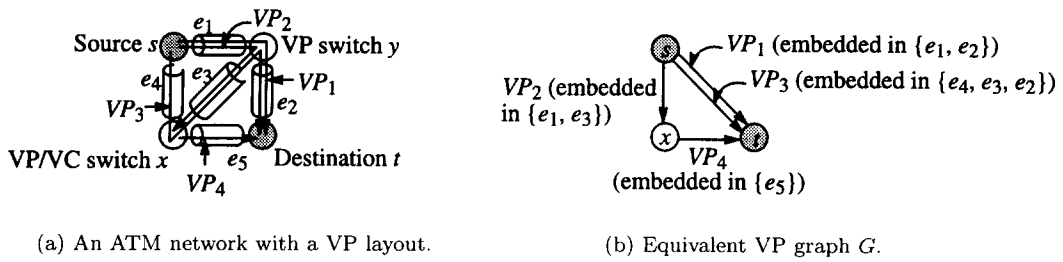 e1
VP2
Source s
VP switch y
e4
e3
VP1
VP3
e2
VP/VC switch x
e5
Destination t
VP4
(a) An ATM network with a VP layout.
s
VP1 (embedded in {e1, e2})
VP3 (embedded in {e4, e3, e2})
VP2 (embedded
in {e1, e3})
x
t
VP4
(embedded in {e5})
(b) Equivalent VP graph G.